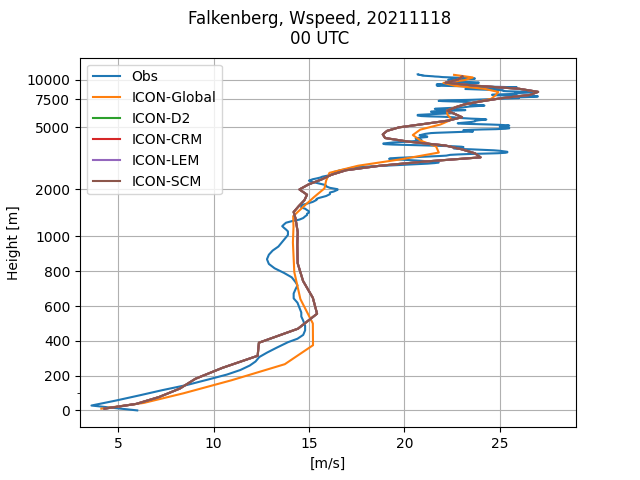 Falkenberg, Wspeed, 20211118
00 UTC
Obs
ICON-Global
ICON-D2
ICON-CRM
ICON-LEM
ICON-SCM
10000
7500
5000
2000
1000
800
600
400
200
0
Height [m]
5 10 15 20 25
[m/s]